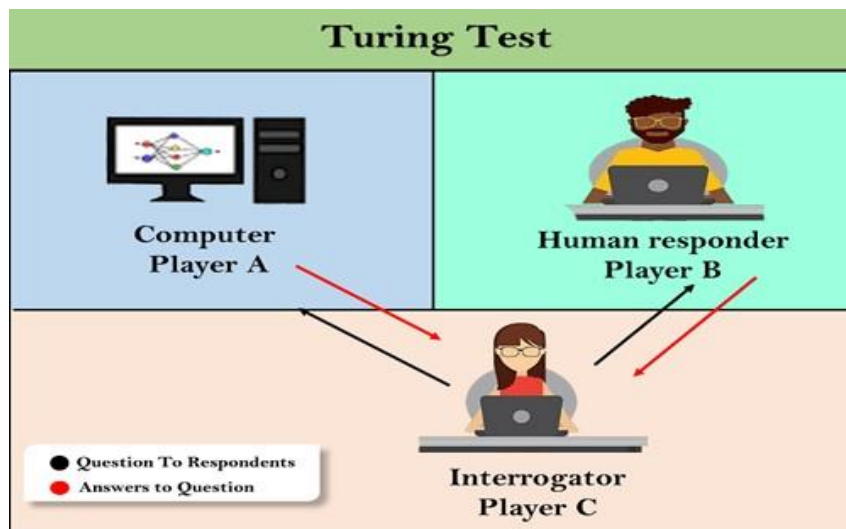 Turing Test
Computer
Player A
Human responder
Player B
Question To Respondents
Answers to Question
Interrogator
Player C